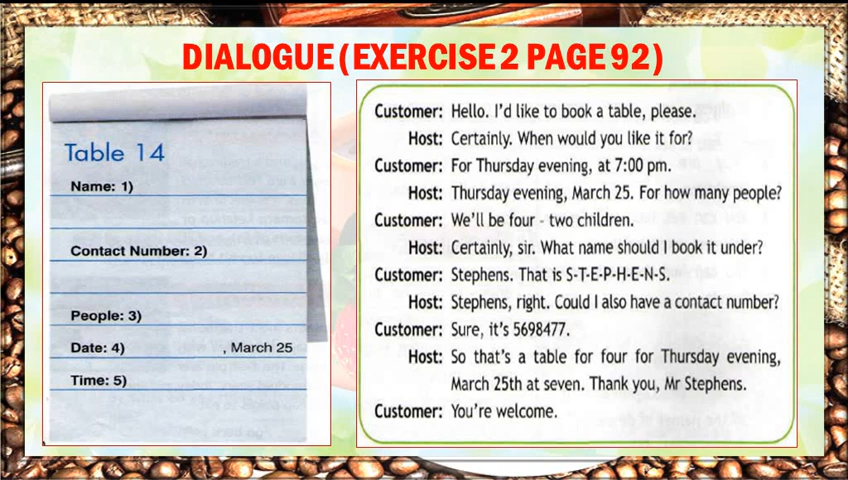 DIALOGUE (EXERCISE 2 PAGE 92)
Table 14
Name: 1)
Contact Number: 2)
People: 3)
Date: 4) , March 25
Time: 5)
Customer: Hello. I'd like to book a table, please.
Host: Certainly. When would you like it for?
Customer: For Thursday evening, at 7:00 pm.
Host: Thursday evening, March 25. For how many people?
Customer: We'll be four - two children.
Host: Certainly, sir. What name should I book it under?
Customer: Stephens. That is S-T-E-P-H-E-N-S.
Host: Stephens, right. Could I also have a contact number?
Customer: Sure, it's 5698477.
Host: So that's a table for four for Thursday evening,
March 25th at seven. Thank you, Mr Stephens.
Customer: You're welcome.